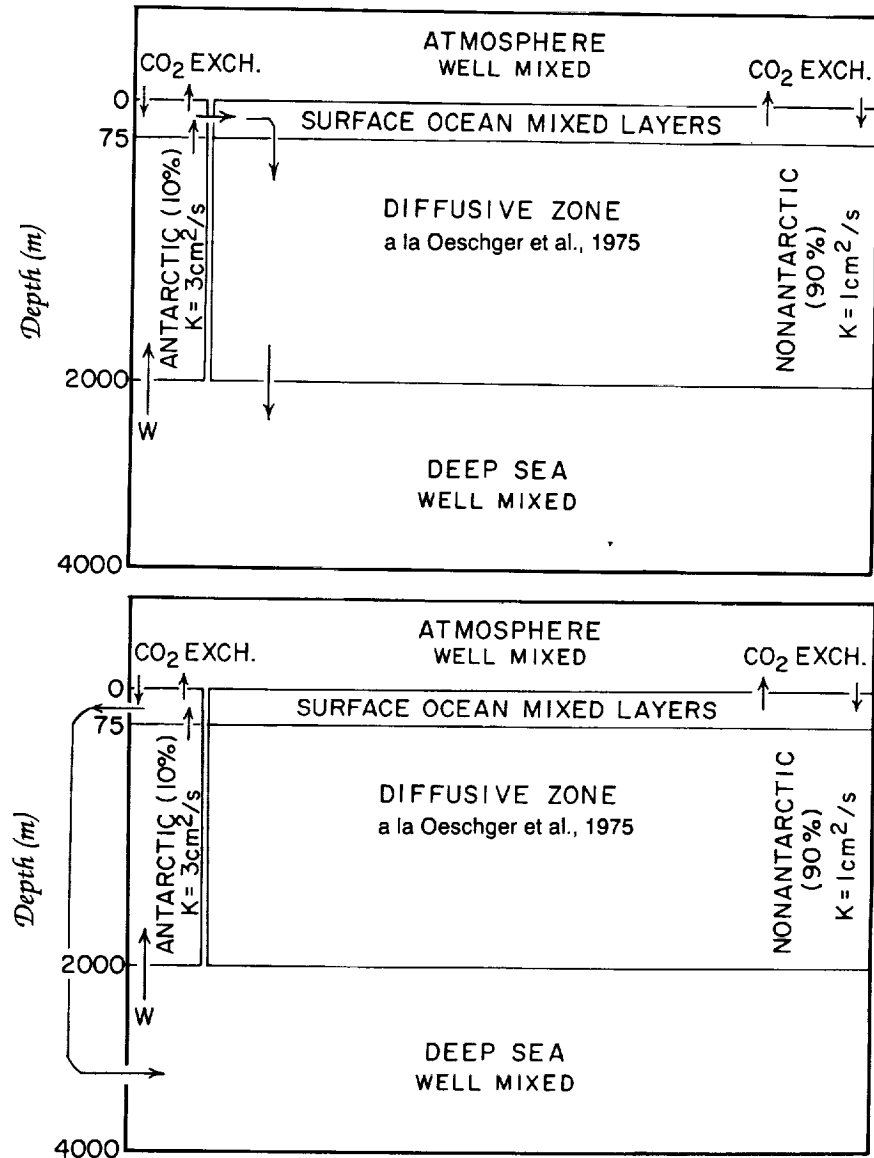 ATMOSPHERE
WELL MIXED
CO2 EXCH.
CO2 EXCH.
0
SURFACE OCEAN MIXED LAYERS
75
ANTARCTIC (10%)
K = 3cm²/s
DIFFUSIVE ZONE
a la Oeschger et al., 1975
NONANTARCTIC
(90%)
K = 1cm²/s
Depth (m)
2000
W
DEEP SEA
WELL MIXED
4000
ATMOSPHERE
WELL MIXED
CO2 EXCH.
CO2 EXCH.
0
SURFACE OCEAN MIXED LAYERS
75
ANTARCTIC (10%)
K = 3cm²/s
DIFFUSIVE ZONE
a la Oeschger et al., 1975
NONANTARCTIC
(90%)
K = 1cm²/s
Depth (m)
2000
W
DEEP SEA
WELL MIXED
4000